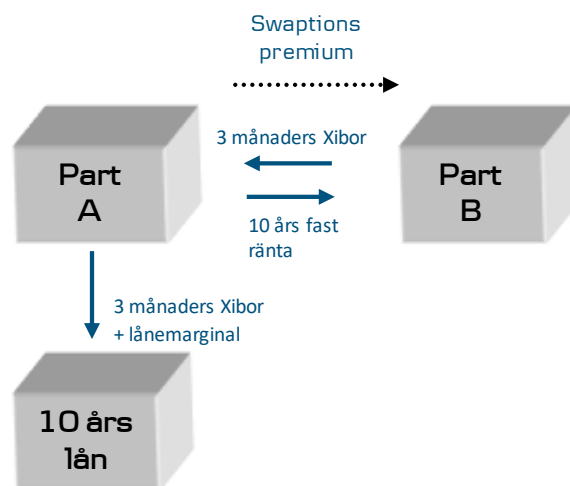 Swaptions
premium
3 månaders Xibor
Part
A
Part
B
10 års fast
ränta
3 månaders Xibor
+ lånemarginal
10 års
lån